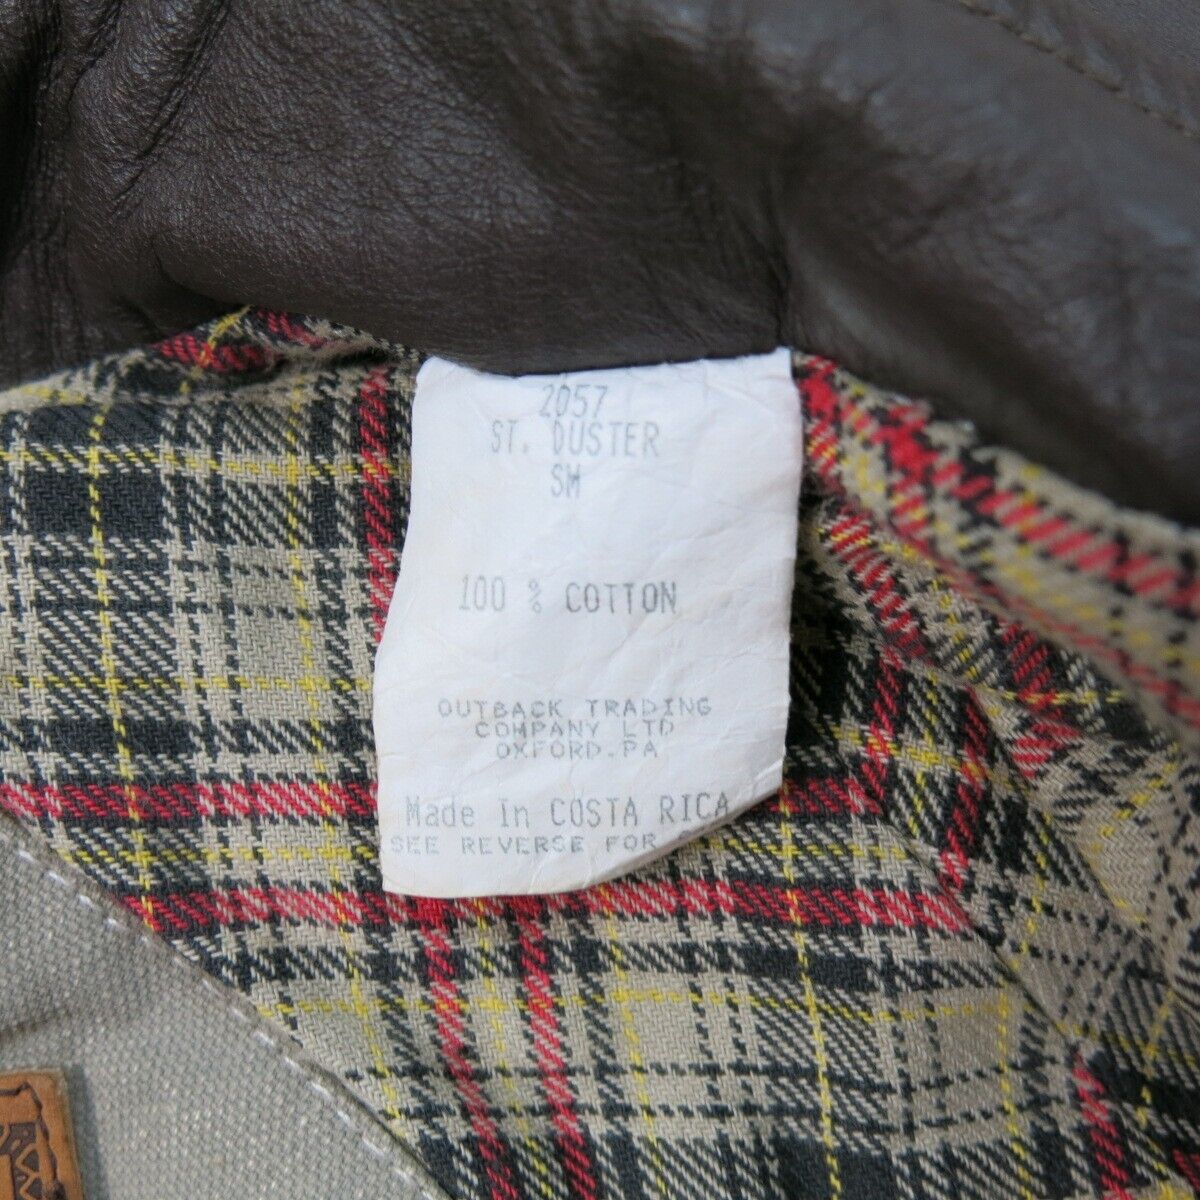 2057
ST. DUSTER
SM
100 % COTTON
OUTBACK TRADING
COMPANY LTD
OXFORD.PA
Made in COSTA RICA
SEE REVERSE FOR